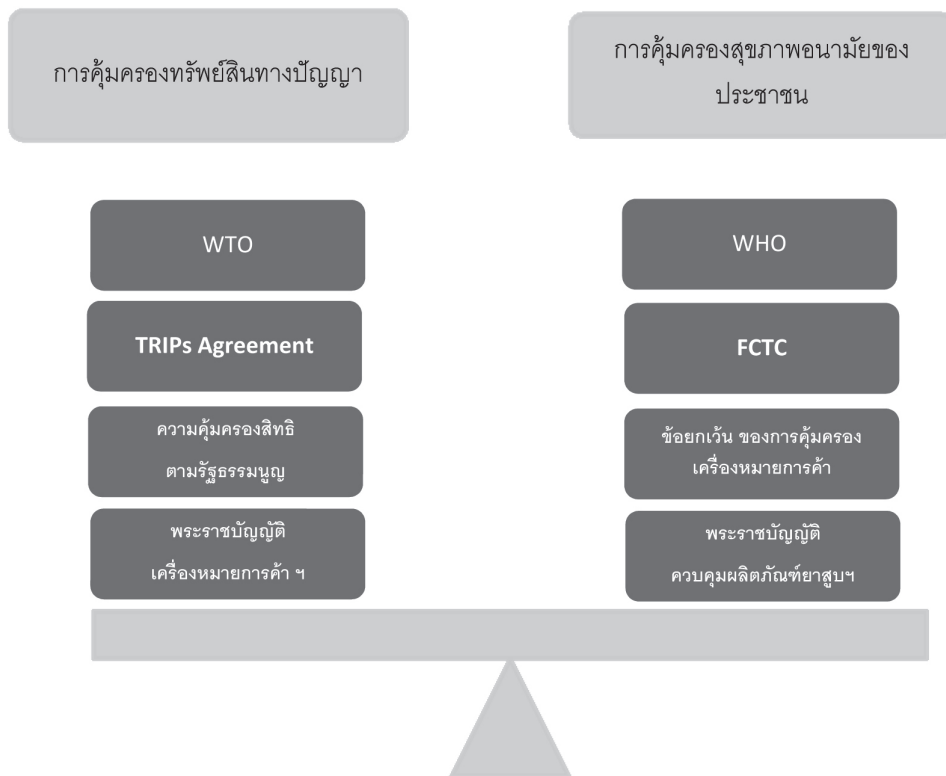 การคุ้มครองทรัพย์สินทางปัญญา
การคุ้มครองสุขภาพอนามัยของ
ประชาชน
WTO
TRIPs Agreement
ความคุ้มครองสิทธิ
ตามรัฐธรรมนูญ
พระราชบัญญัติ
เครื่องหมายการค้า ฯ
WHO
FCTC
ข้อยกเว้น ของการคุ้มครอง
เครื่องหมายการค้า
พระราชบัญญัติ
ควบคุมผลิตภัณฑ์ยาสูบฯ